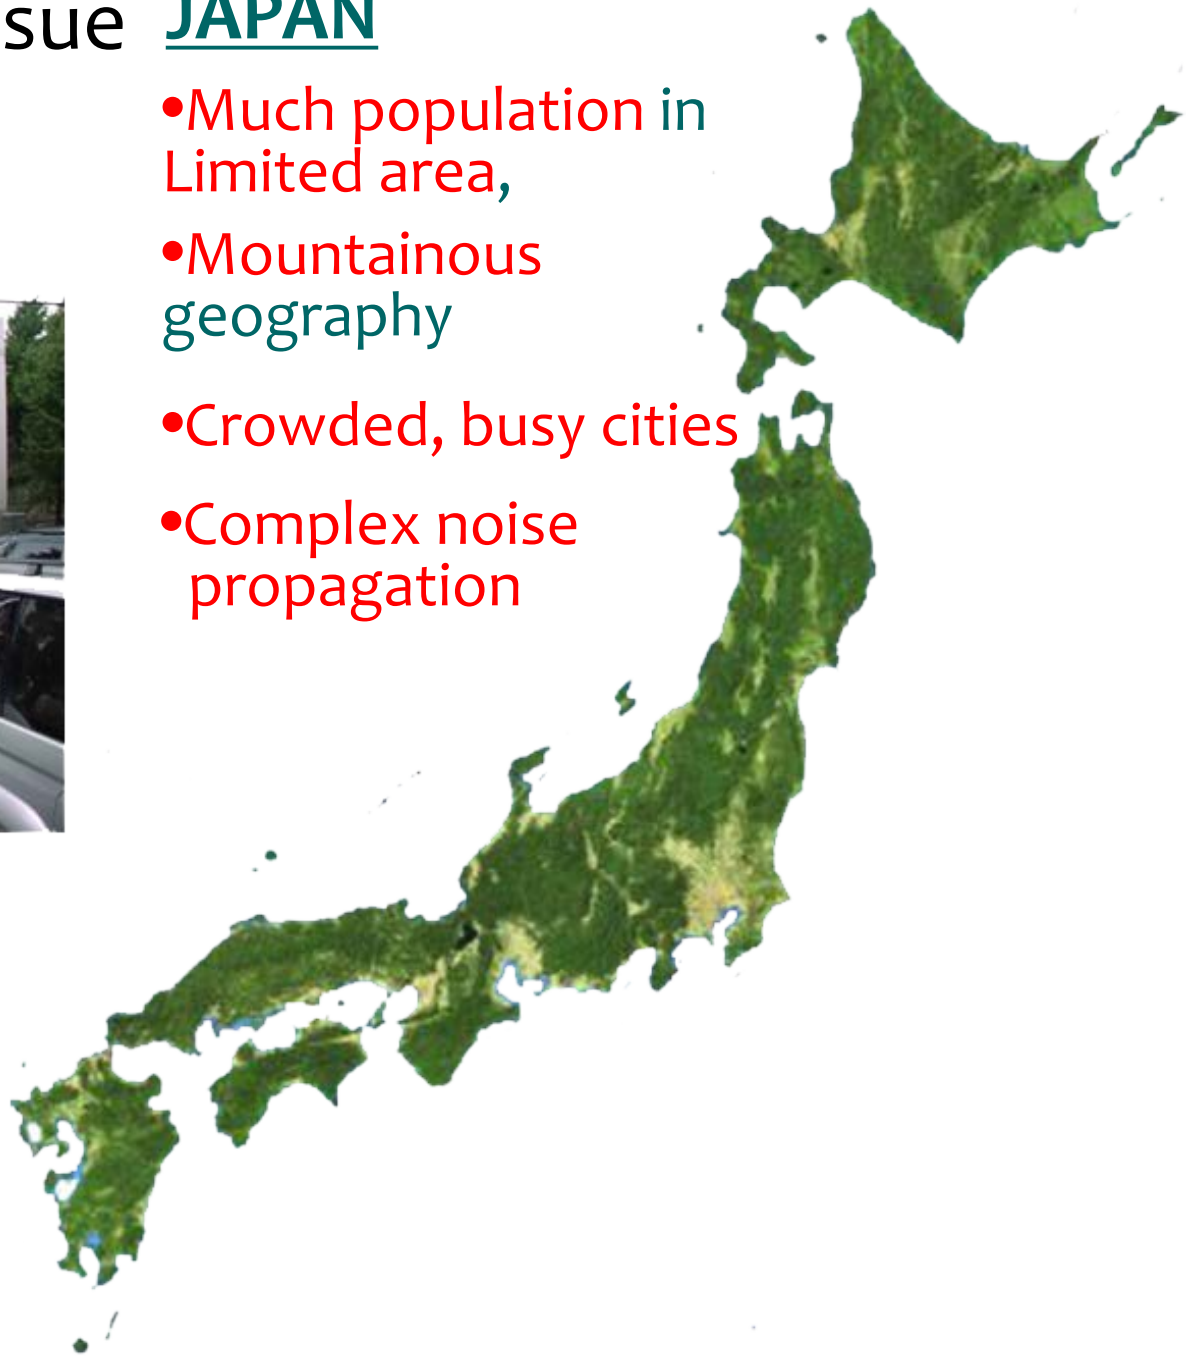 sue JAPAN
•Much population in
Limited area,
•Mountainous
geography
•Crowded, busy cities
•Complex noise
propagation